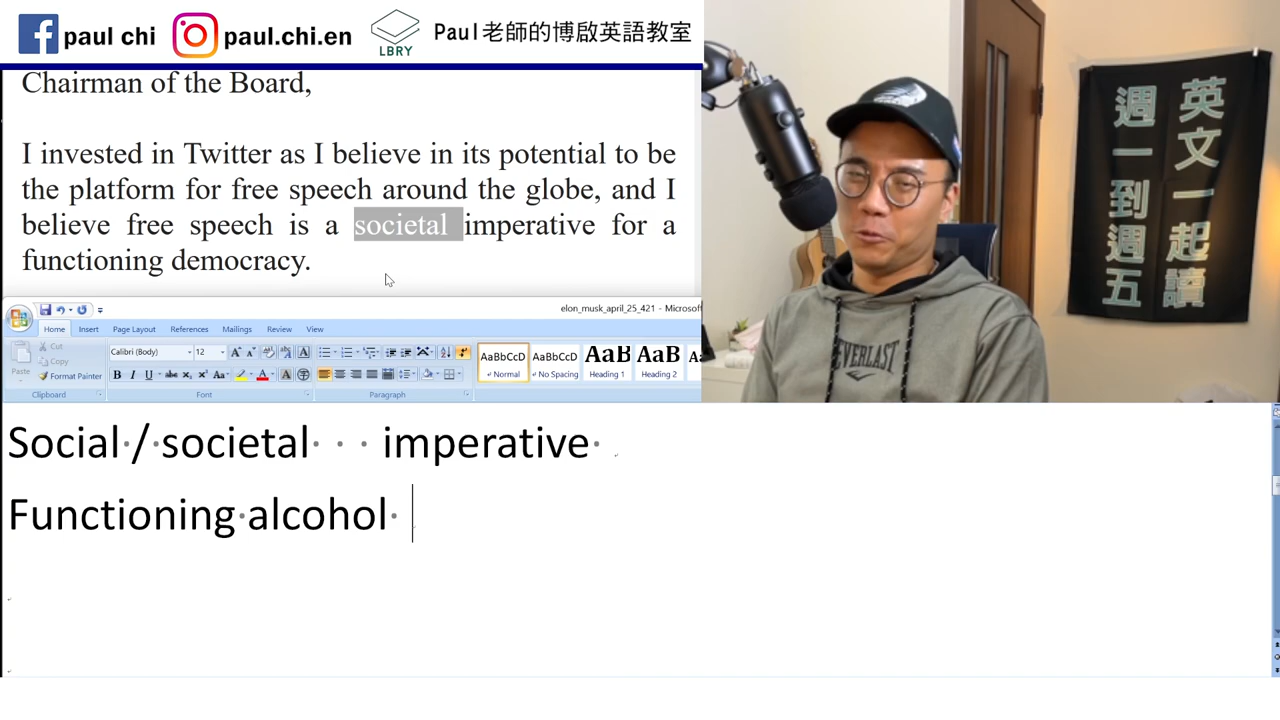 paul chi
paul.chi.en
LBRY
Paul老師的博啟英語教室
Chairman of the Board,
I invested in Twitter as I believe in its potential to be
the platform for free speech around the globe, and I
believe free speech is a societal imperative for a
functioning democracy.
elon_musk_april_25_421 - Microsof
Home Insert Page Layout References Mailings Review View
Paste
Cut
Copy
Format Painter
Clipboard
Calibri (Body) 12
Font
Paragraph
AaBbCcD AaBbCcD AaB AaB Aa
Normal No Spacing Heading 1 Heading 2
Social / societal imperative
Functioning alcohol
英文一起讀
週一到週五
EVERLAST